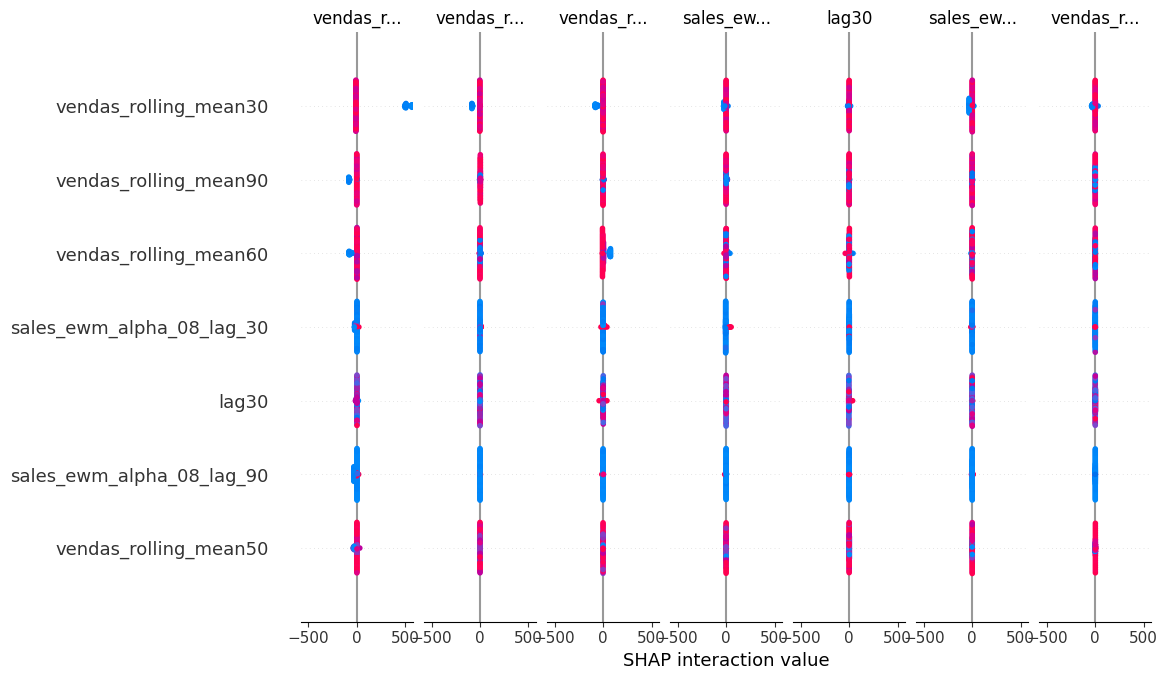 vendas_r... vendas_r... vendas_r... sales_ew... lag30 sales_ew... vendas_r...
vendas_rolling_mean30
vendas_rolling_mean90
vendas_rolling_mean60
sales_ewm_alpha_08_lag_30
lag30
sales_ewm_alpha_08_lag_90
vendas_rolling_mean50
−500 0 500 −500 0 500 −500 0 500 −500 0 500 −500 0 500 −500 0 500 −500 0 500
SHAP interaction value